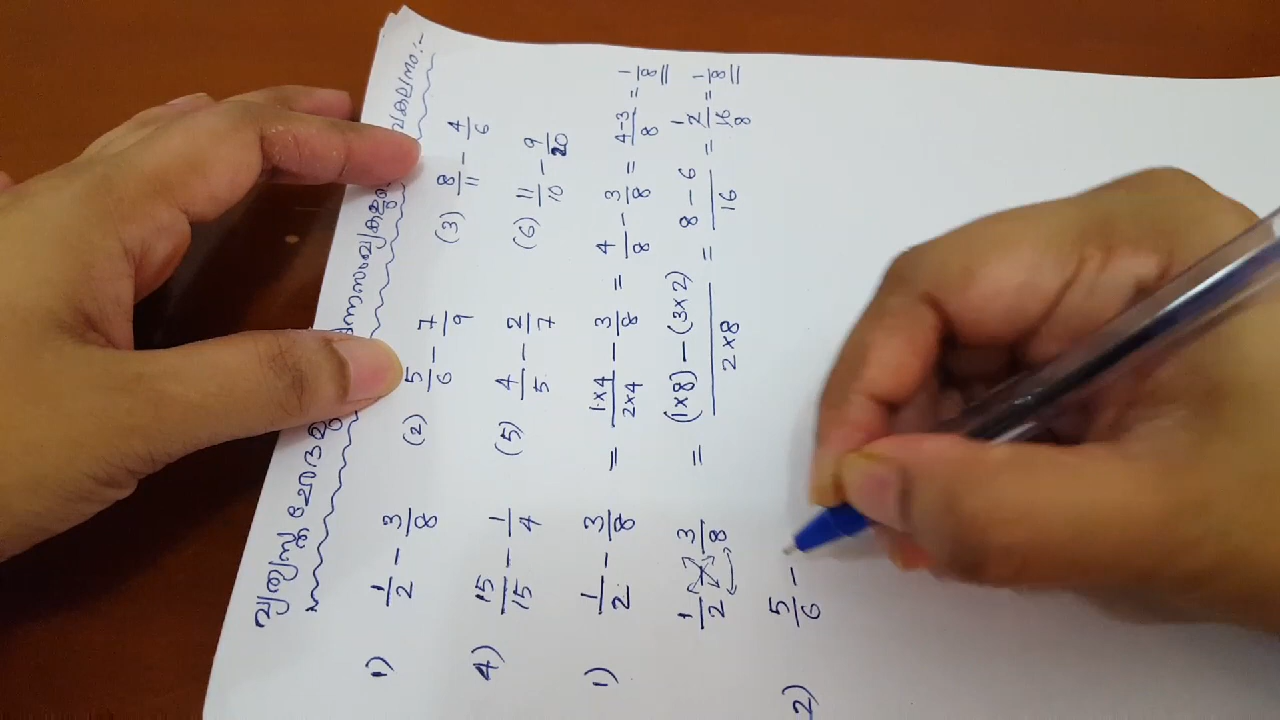 വ്യത്യസ്ത ഛേദമുള്ള
1) 1/2 - 3/8 (2) 5/6 - 7/9 (3) 8/11 - 4/6
4) 15/15 - 1/4 (5) 4/5 - 2/7 (6) 11/10 - 9/20
1) 1/2 - 3/8 = 1×4/2×4 - 3/8 = 4/8 - 3/8 = 4-3/8 = 1/8
1/2 3/8 = (1×8) - (3×2)/2×8 = 8 - 6/16 = 2/16 = 1/8
2) 5/6 -